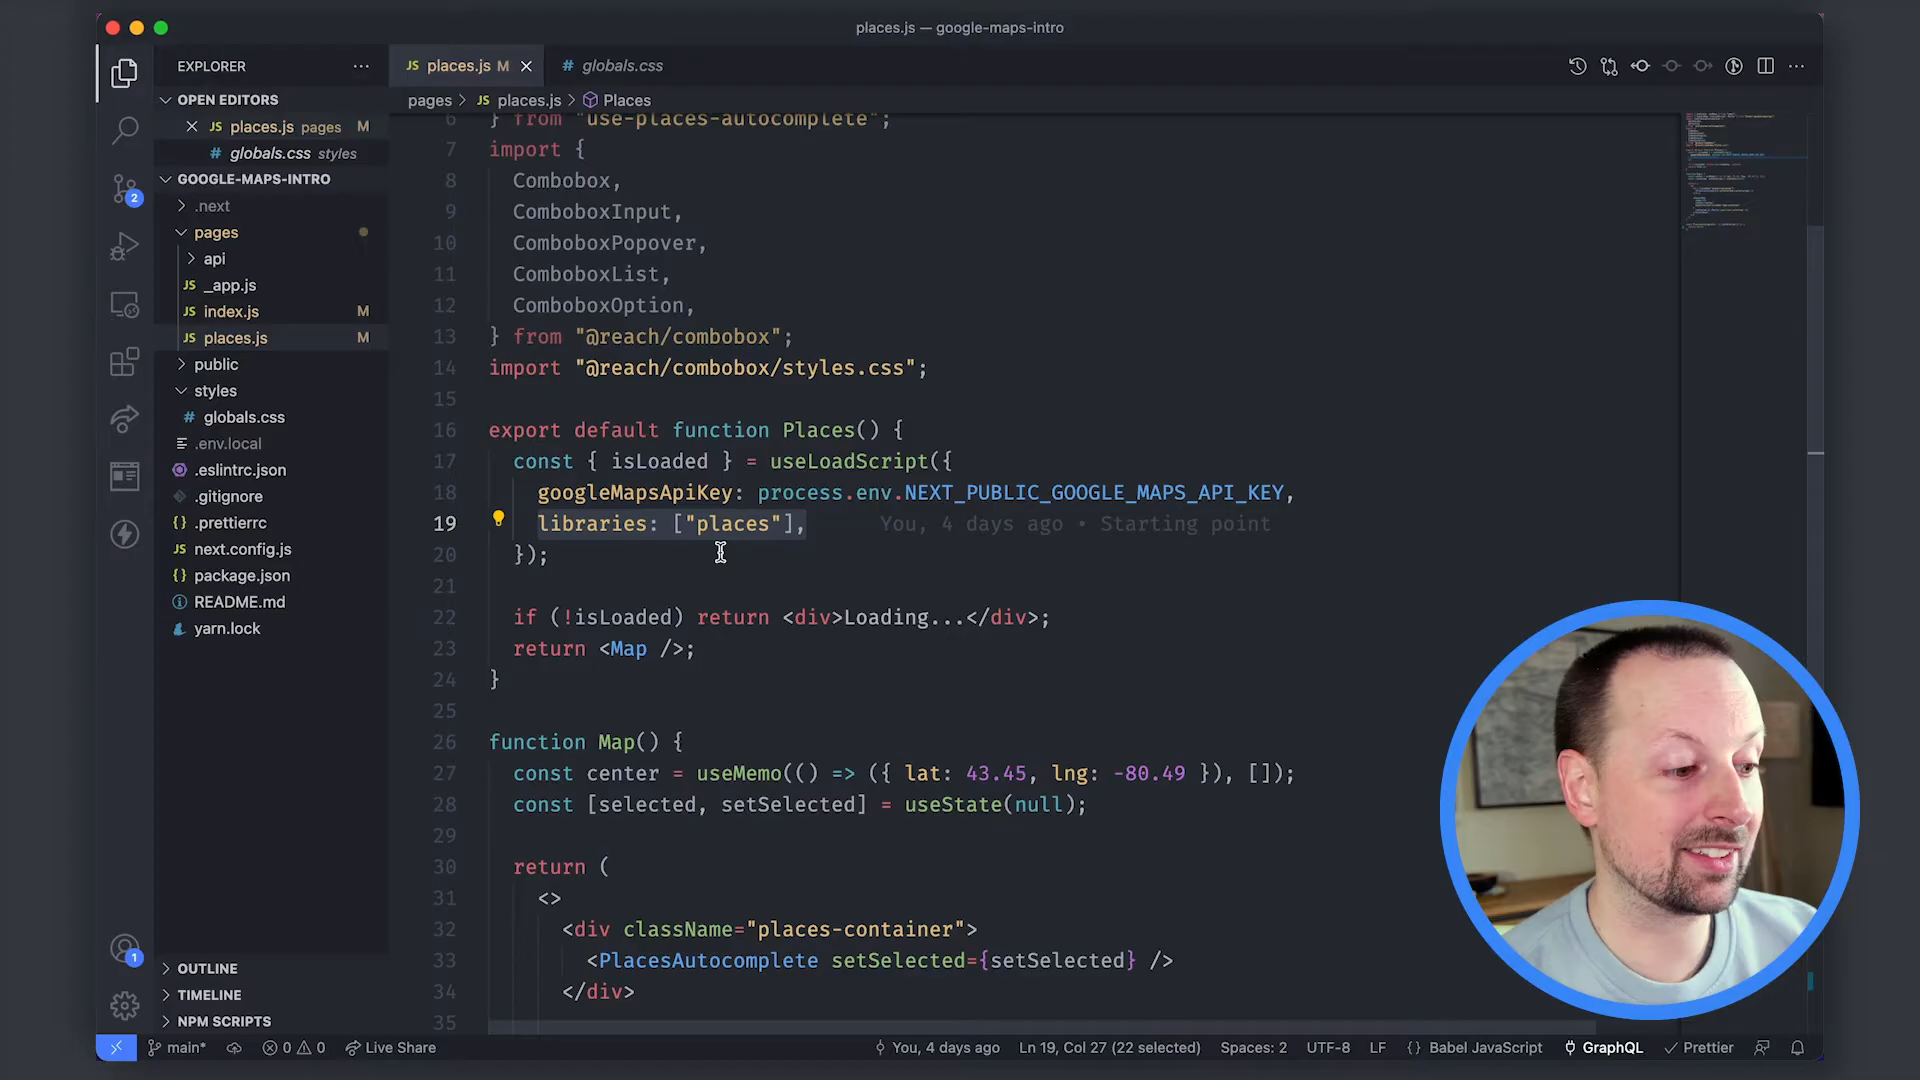 places.js — google-maps-intro
EXPLORER
JS places.js M
# globals.css
OPEN EDITORS
JS places.js pages M
# globals.css styles
pages > JS places.js > Places
GOOGLE-MAPS-INTRO
.next
pages
api
JS _app.js
JS index.js M
JS places.js M
public
styles
# globals.css
.env.local
.eslintrc.json
.gitignore
{} .prettierrc
JS next.config.js
{} package.json
README.md
yarn.lock
OUTLINE
TIMELINE
NPM SCRIPTS
2
1
6 } from "use-places-autocomplete";
7 import {
8 Combobox,
9 ComboboxInput,
10 ComboboxPopover,
11 ComboboxList,
12 ComboboxOption,
13 } from "@reach/combobox";
14 import "@reach/combobox/styles.css";
15
16 export default function Places() {
17 const { isLoaded } = useLoadScript({
18 googleMapsApiKey: process.env.NEXT_PUBLIC_GOOGLE_MAPS_API_KEY,
19 libraries: ["places"], You, 4 days ago • Starting point
20 });
21
22 if (!isLoaded) return <div>Loading...</div>;
23 return <Map />;
24 }
25
26 function Map() {
27 const center = useMemo(() => ({ lat: 43.45, lng: -80.49 }), []);
28 const [selected, setSelected] = useState(null);
29
30 return (
31 <>
32 <div className="places-container">
33 <PlacesAutocomplete setSelected={setSelected} />
34 </div>
35
main* 0 0 Live Share You, 4 days ago Ln 19, Col 27 (22 selected) Spaces: 2 UTF-8 LF {} Babel JavaScript GraphQL Prettier